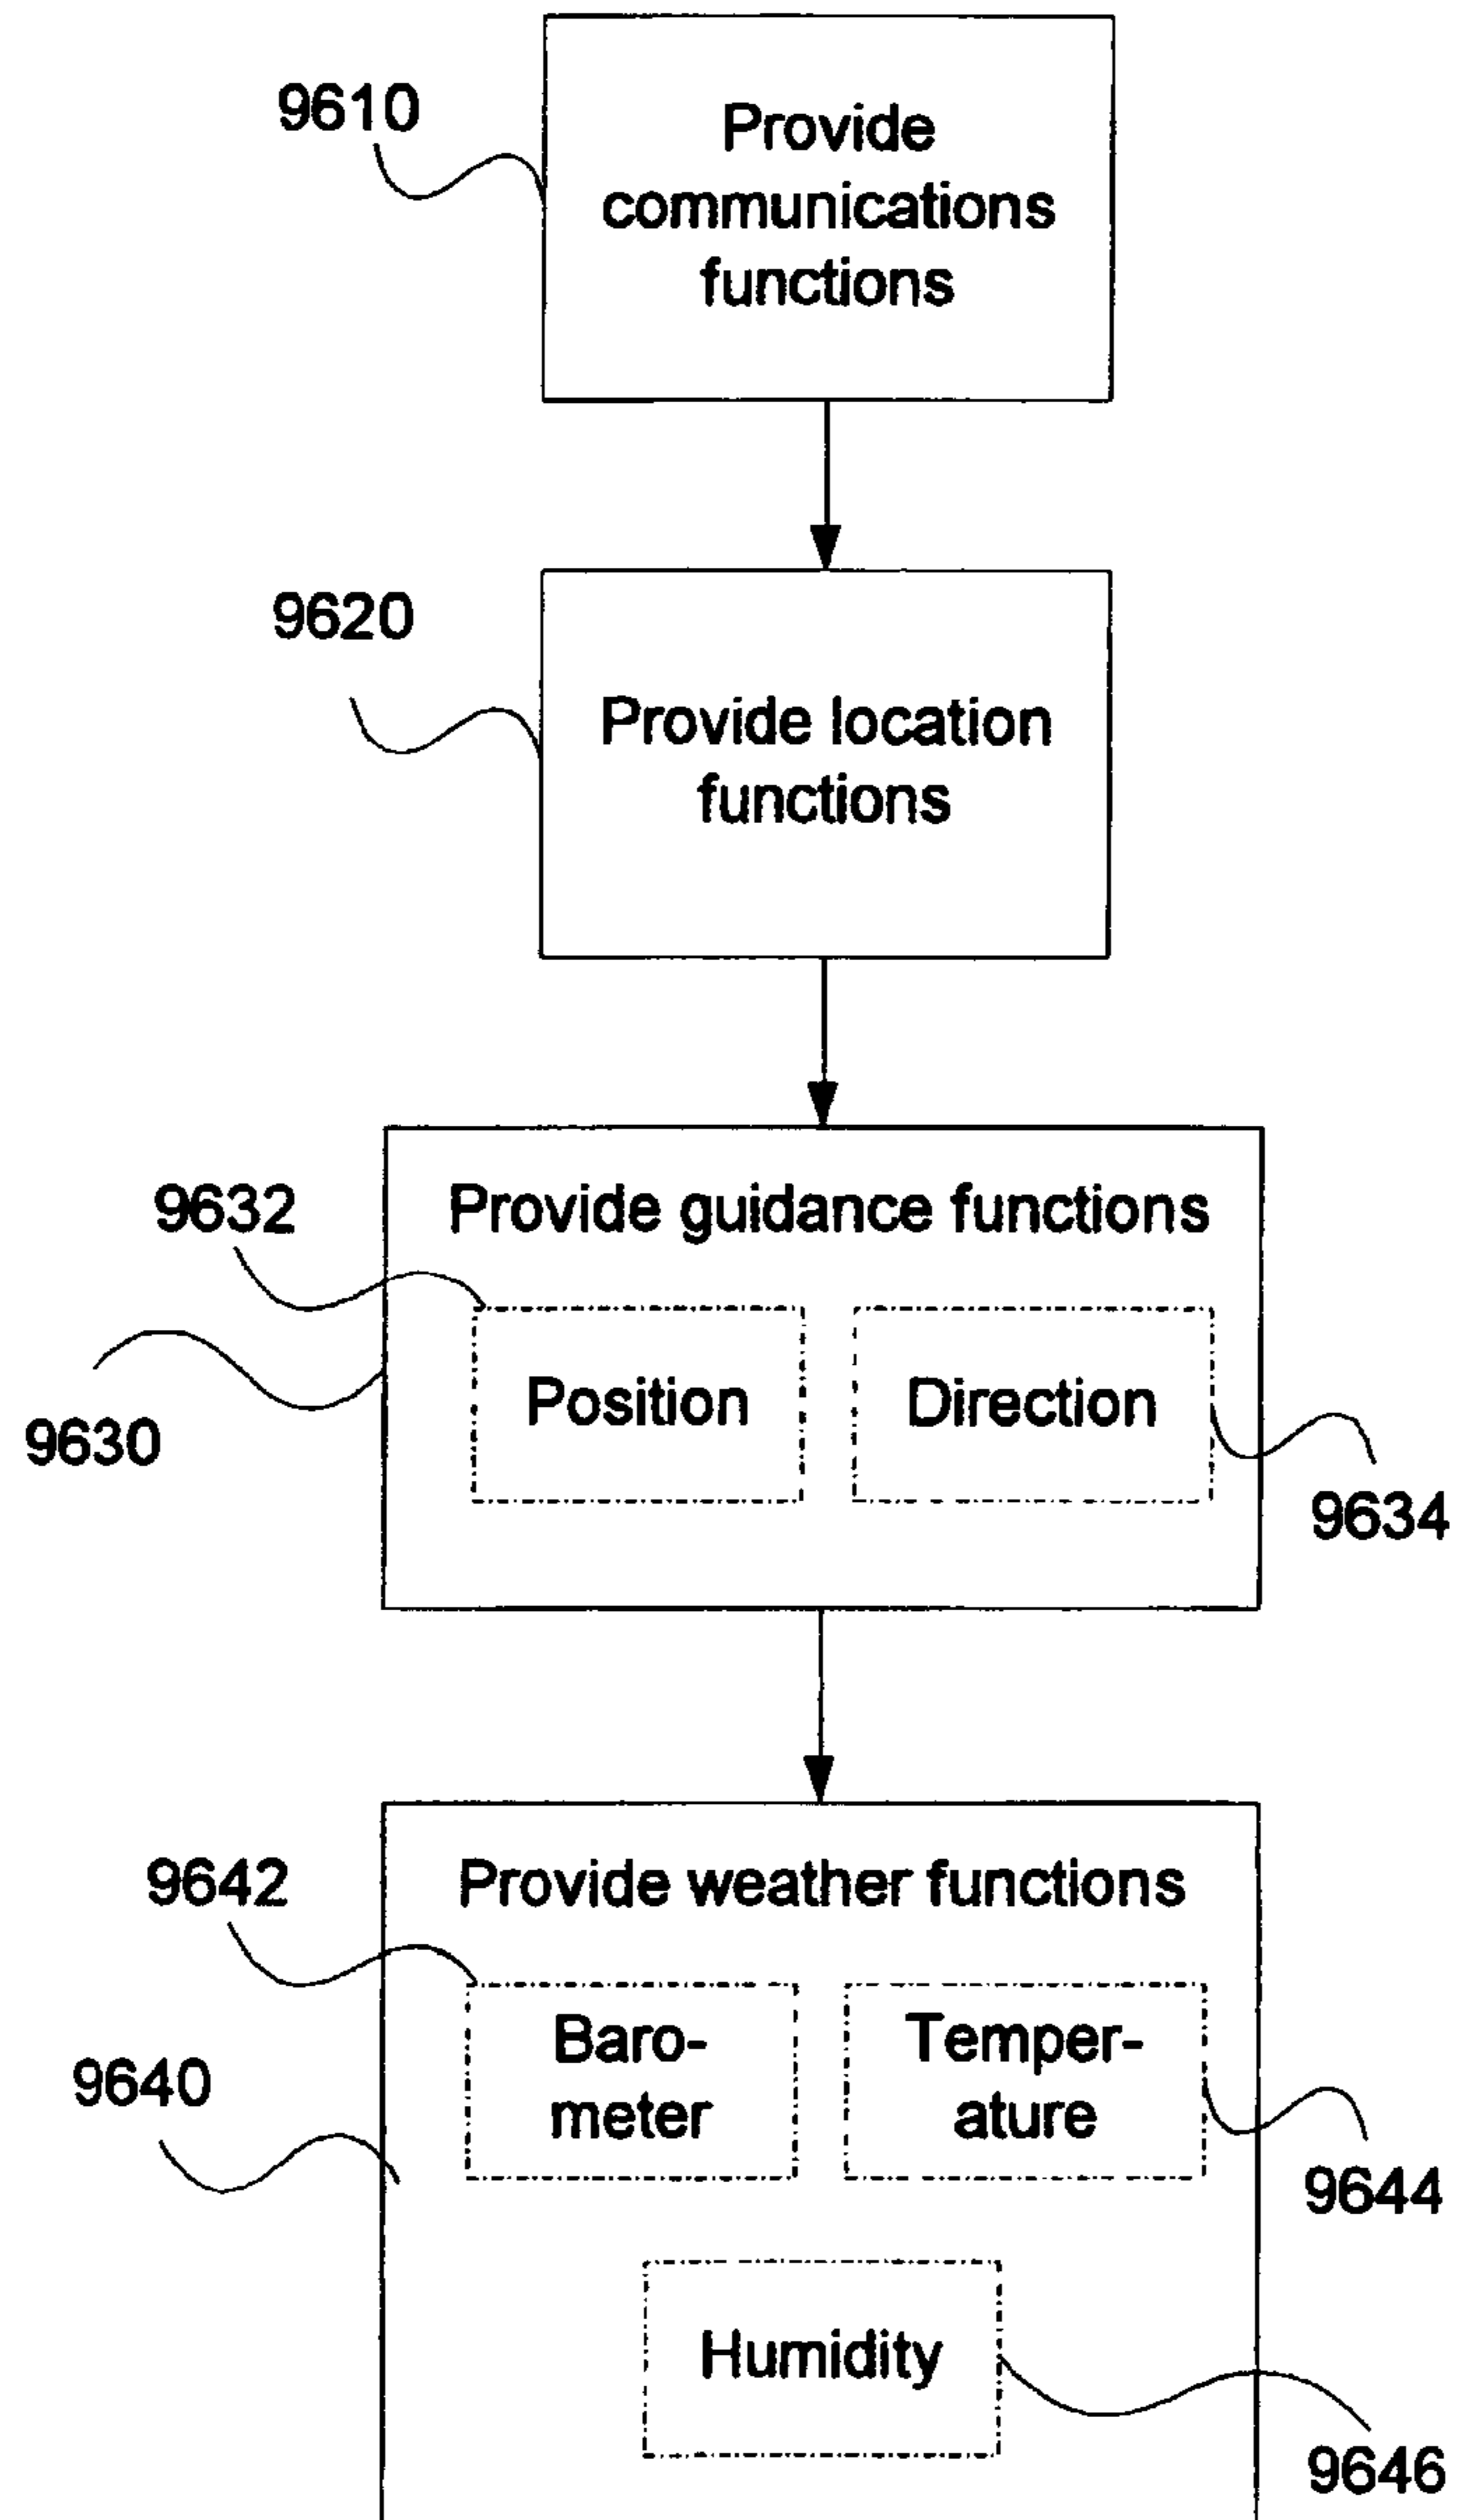 9610
Provide
communications
functions
9620
Provide location
functions
9632
Provide guidance functions
Position
Direction
9630
9634
9642
Provide weather functions
Baro-
meter
Temper-
ature
9640
9644
Humidity
9646